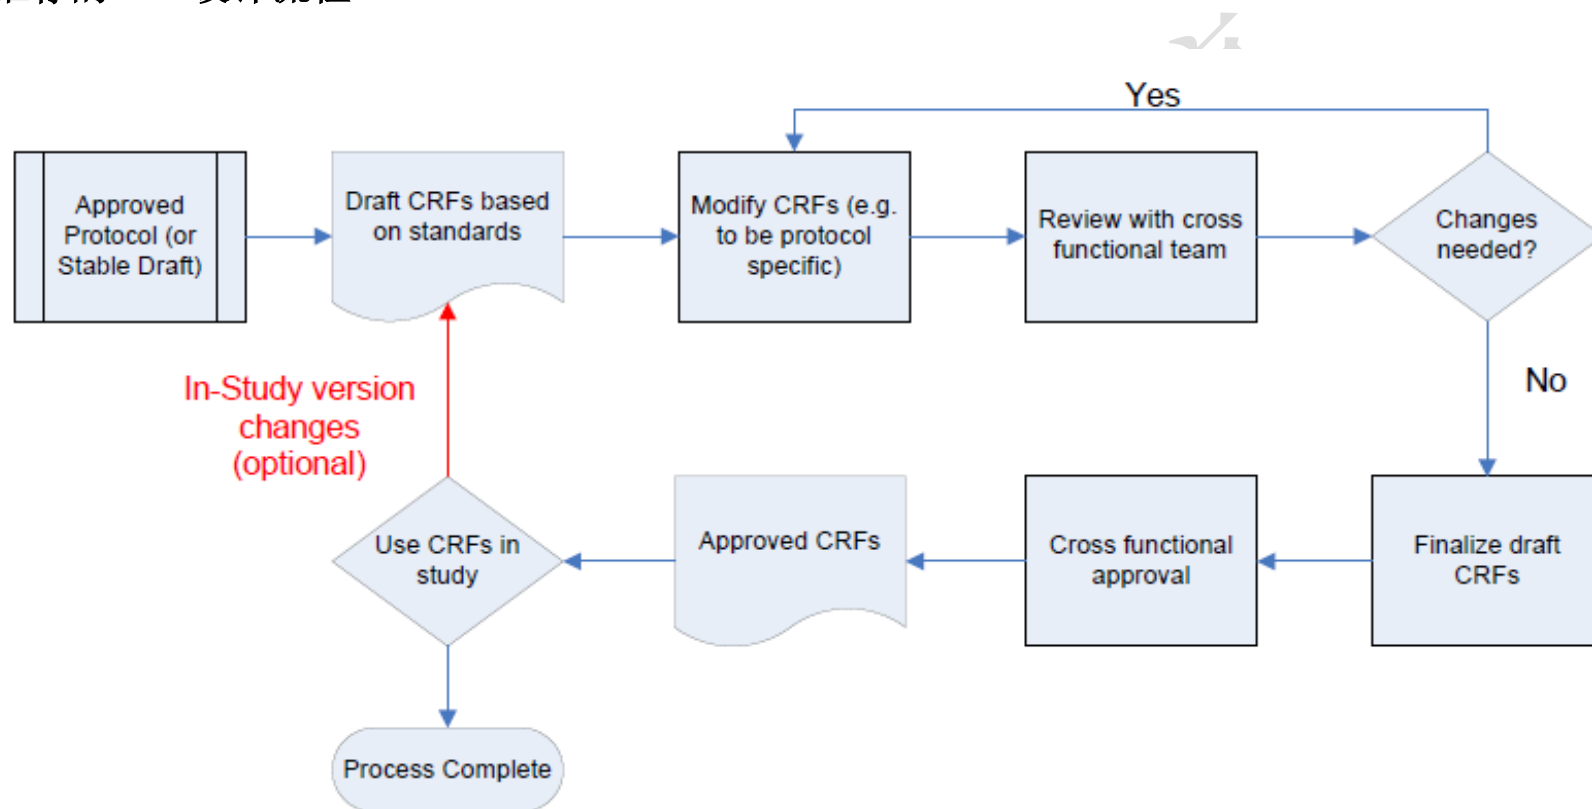 Yes
Approved
Protocol (or
Stable Draft)
Draft CRFs based
on standards
Modify CRFs (e.g.
to be protocol
specific)
Review with cross
functional team
Changes
needed?
In-Study version
changes
(optional)
No
Use CRFs in
study
Approved CRFs
Cross functional
approval
Finalize draft
CRFs
Process Complete